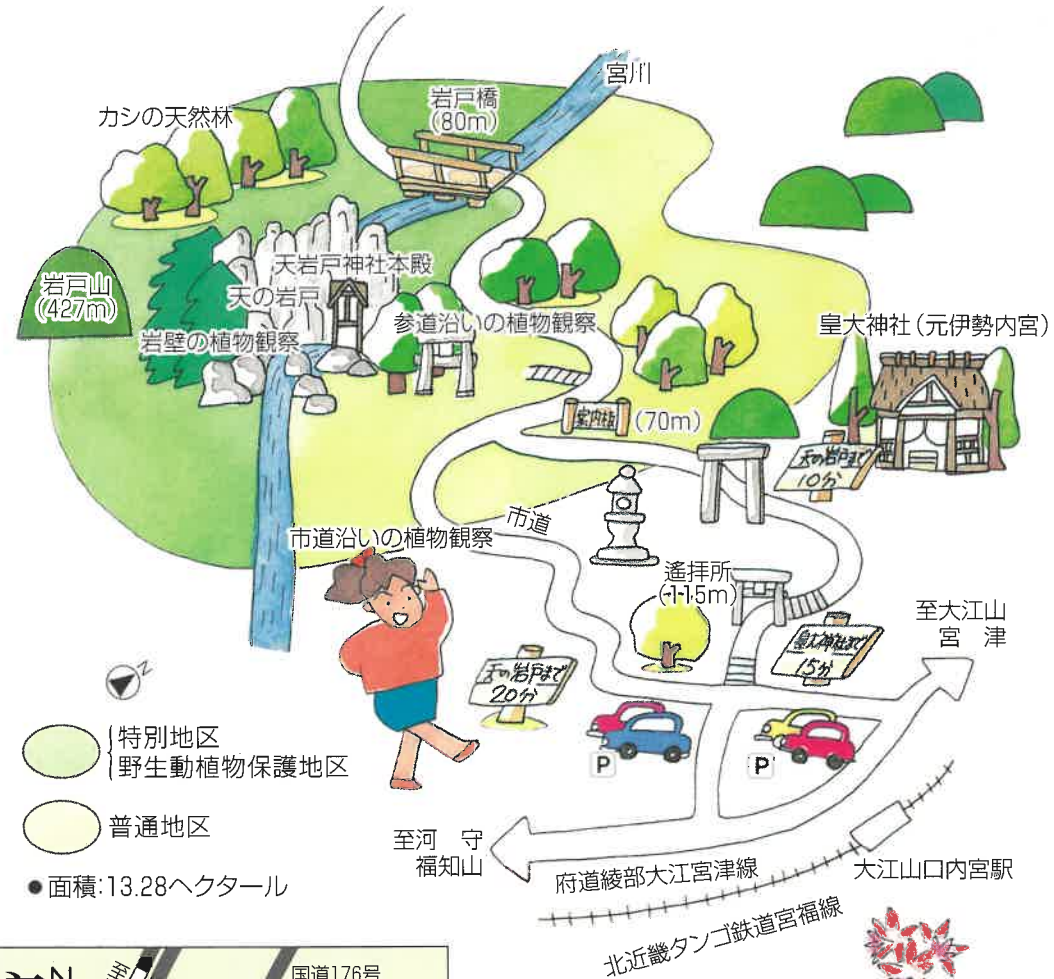 宮川
岩戸橋
(80m)
カシの天然林
天岩戸神社本殿
岩戸山
(427m)
天の岩戸
参道沿いの植物観察
岩壁の植物観察
皇大神社(元伊勢内宮)
案内板
(70m)
天の岩戸まで
10分
市道
市道沿いの植物観察
遙拝所
(115m)
至大江山
宮 津
皇大神社まで
15分
天の岩戸まで
20分
N
P
P
特別地区
野生動植物保護地区
普通地区
●面積:13.28ヘクタール
至河 守
福知山
府道綾部大江宮津線
大江山口内宮駅
北近畿タンゴ鉄道宮福線
N
国道176号